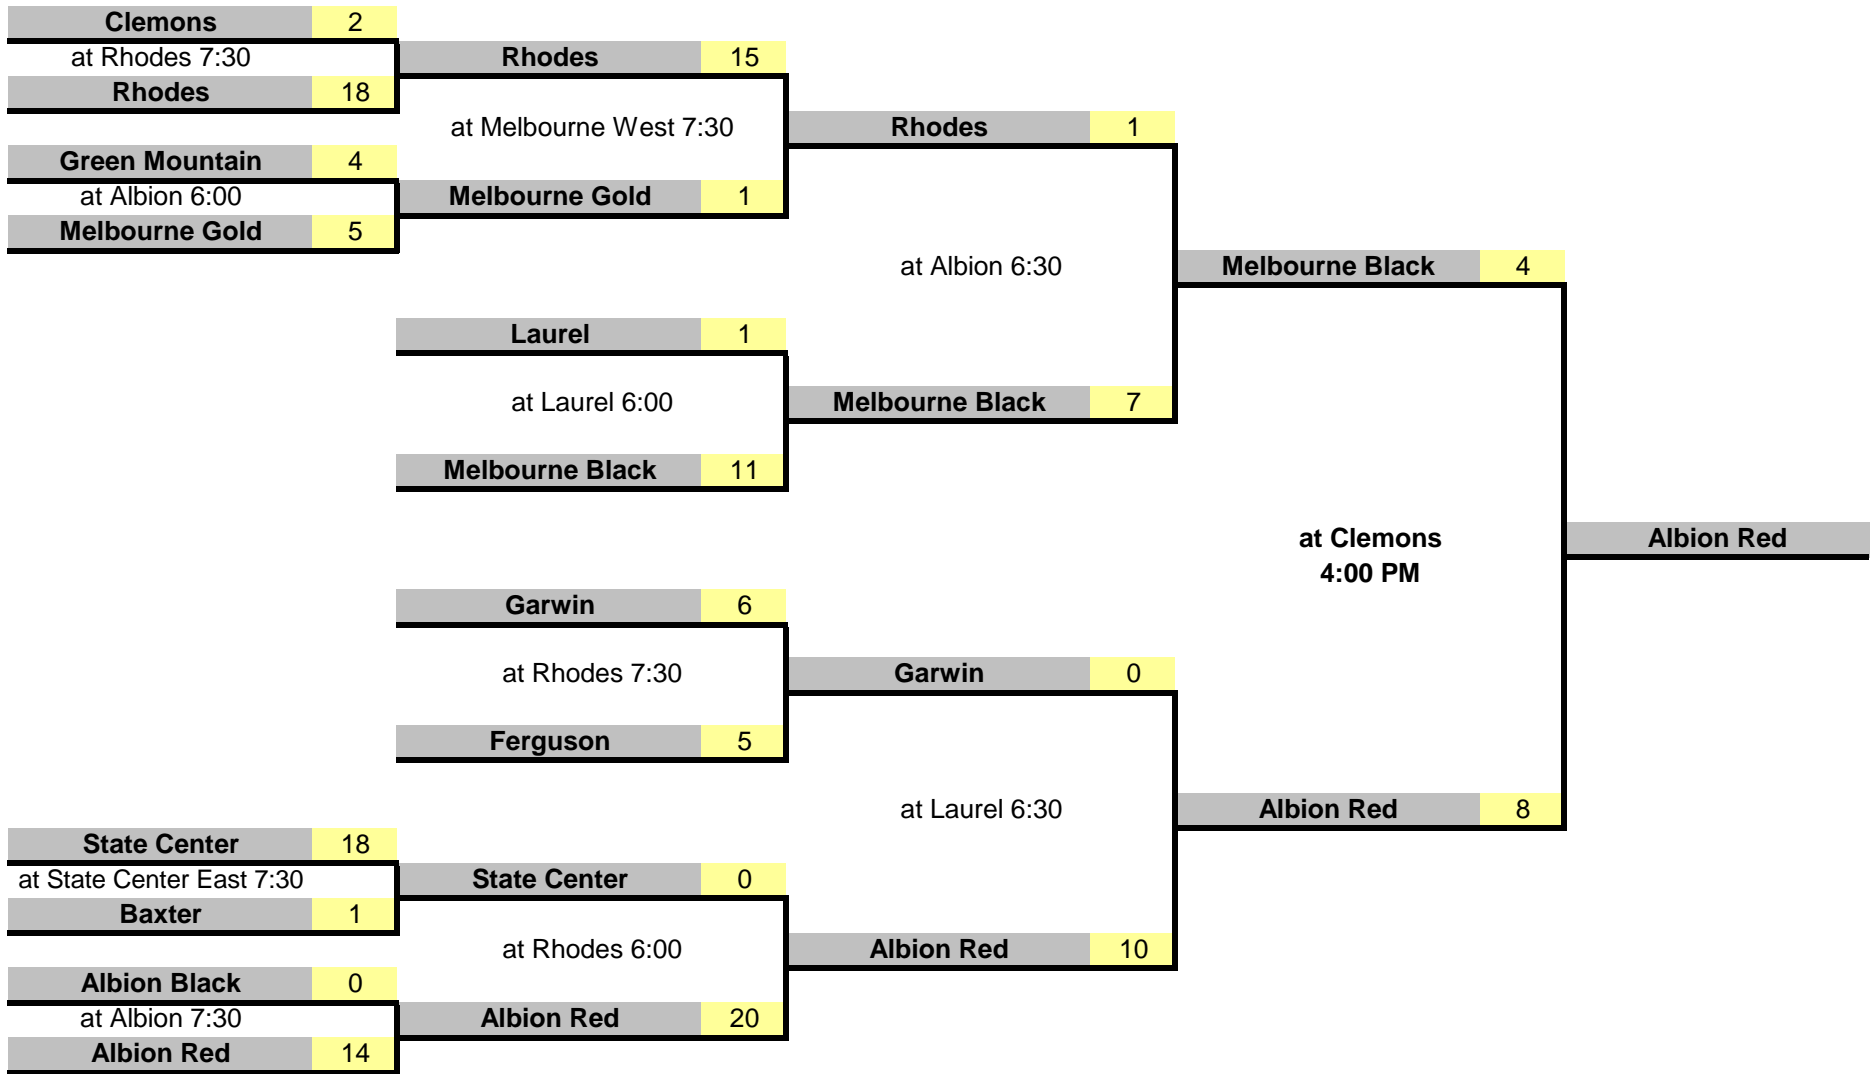 Clemons 2
at Rhodes 7:30
Rhodes 18
Green Mountain 4
at Albion 6:00
Melbourne Gold 5
Rhodes 15
at Melbourne West 7:30
Melbourne Gold 1
Laurel 1
at Laurel 6:00
Melbourne Black 11
Rhodes 1
at Albion 6:30
Melbourne Black 7
Garwin 6
at Rhodes 7:30
Ferguson 5
State Center 18
at State Center East 7:30
Baxter 1
Albion Black 0
at Albion 7:30
Albion Red 14
State Center 0
at Rhodes 6:00
Albion Red 20
Garwin 0
at Laurel 6:30
Albion Red 10
Melbourne Black 4
at Clemons
4:00 PM
Albion Red 8
Albion Red